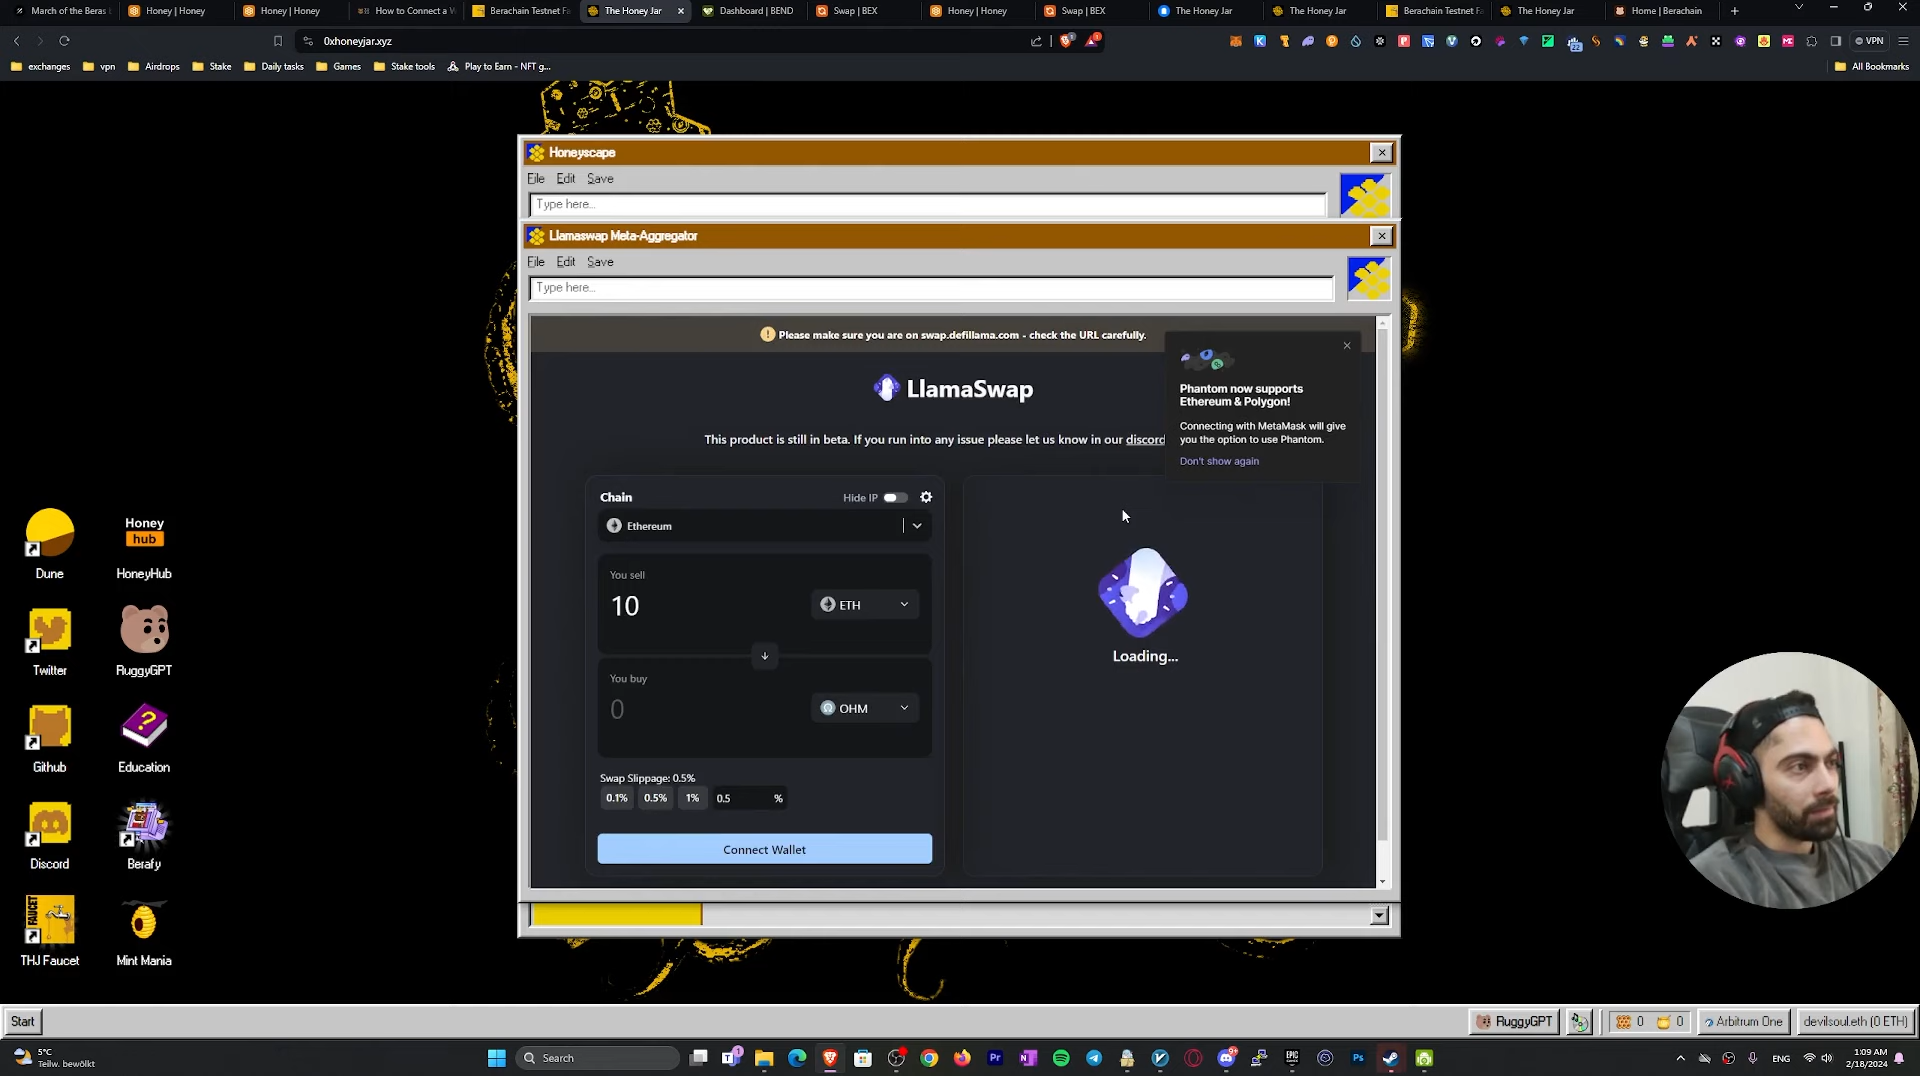 March of the Beras
Honey | Honey
Honey | Honey
How to Connect a W
Berachain Testnet Fa
The Honey Jar
Dashboard | BEND
Swap | BEX
Honey | Honey
Swap | BEX
The Honey Jar
The Honey Jar
Berachain Testnet Fa
The Honey Jar
Home | Berachain
0xhoneyjar.xyz
VPN
exchanges
vpn
Airdrops
Stake
Daily tasks
Games
Stake tools
Play to Earn - NFT g...
All Bookmarks
Honeyscape
File Edit Save
Type here...
Llamaswap Meta-Aggregator
File Edit Save
Type here...
Please make sure you are on swap.defillama.com - check the URL carefully.
LlamaSwap
Phantom now supports
Ethereum & Polygon!
Connecting with MetaMask will give
you the option to use Phantom.
Don't show again
This product is still in beta. If you run into any issue please let us know in our discord
Chain
Hide IP
Ethereum
You sell
10
ETH
You buy
0
OHM
Swap Slippage: 0.5%
0.1%
0.5%
1%
0.5
%
Connect Wallet
Loading...
Dune
Honey
hub
HoneyHub
Twitter
RuggyGPT
Github
Education
Discord
Berafy
FAUCET
THJ Faucet
Mint Mania
Start
RuggyGPT
0
0
Arbitrum One
devilsoul.eth (0 ETH)
5°C
Teilw. bewölkt
Search
ENG
1:09 AM
2/18/2024